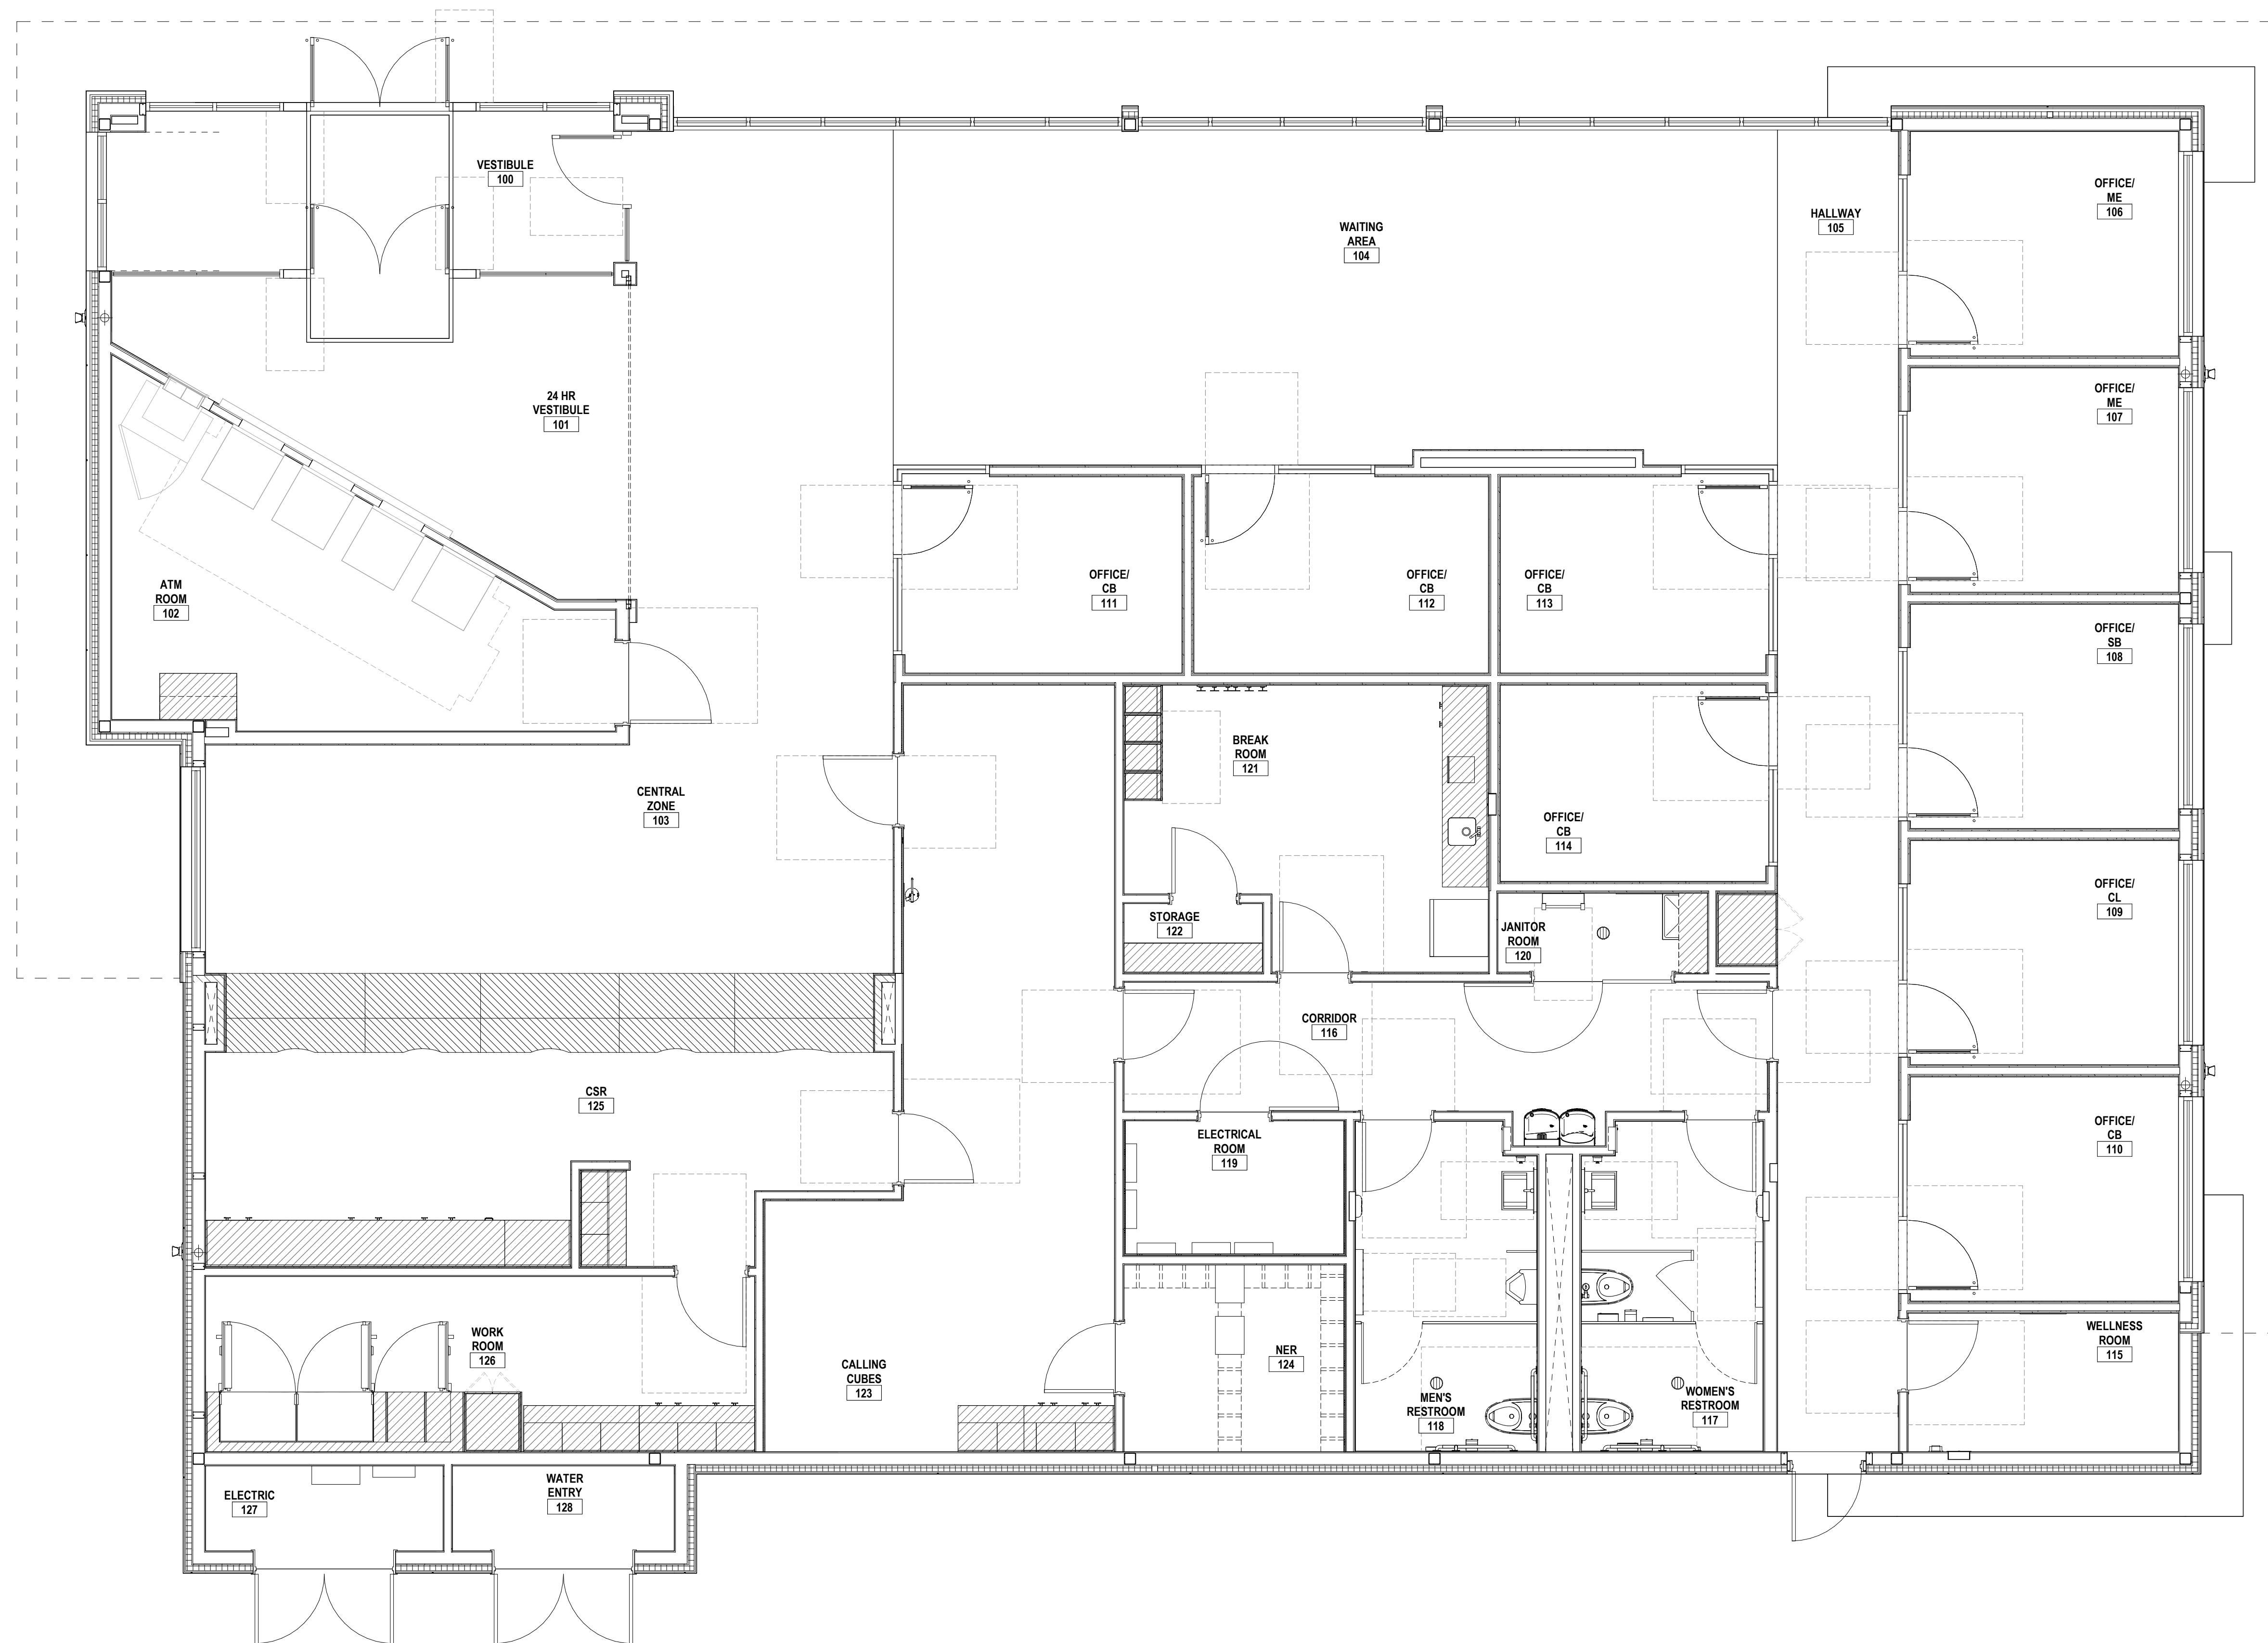 VESTIBULE
100
24 HR
VESTIBULE
101
ATM
ROOM
102
CENTRAL
ZONE
103
WAITING
AREA
104
HALLWAY
105
OFFICE/
ME
106
OFFICE/
ME
107
OFFICE/
SB
108
OFFICE/
CL
109
OFFICE/
CB
110
OFFICE/
CB
111
OFFICE/
CB
112
OFFICE/
CB
113
OFFICE/
CB
114
WELLNESS
ROOM
115
CORRIDOR
116
WOMEN'S
RESTROOM
117
MEN'S
RESTROOM
118
ELECTRICAL
ROOM
119
JANITOR
ROOM
120
BREAK
ROOM
121
STORAGE
122
CALLING
CUBES
123
NER
124
CSR
125
WORK
ROOM
126
ELECTRIC
127
WATER
ENTRY
128